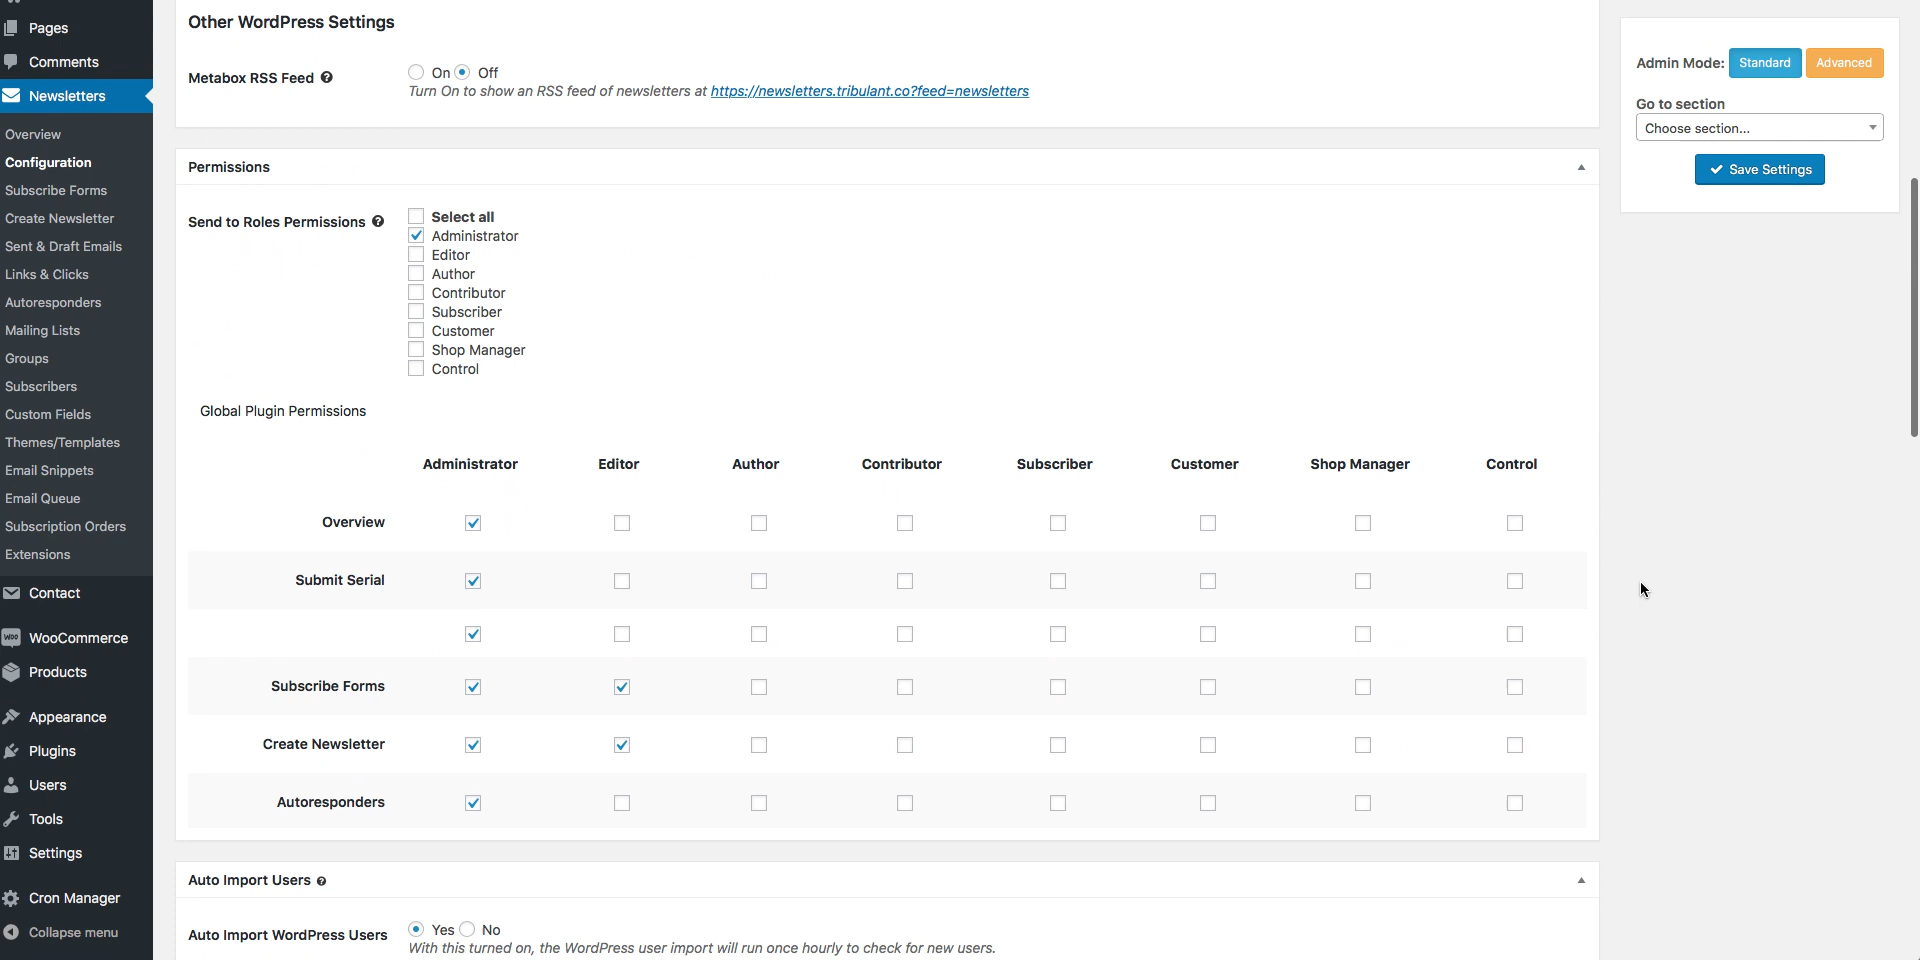 Pages
Comments
Newsletters
Overview
Configuration
Subscribe Forms
Create Newsletter
Sent & Draft Emails
Links & Clicks
Autoresponders
Mailing Lists
Groups
Subscribers
Custom Fields
Themes/Templates
Email Snippets
Email Queue
Subscription Orders
Extensions
Contact
WooCommerce
Products
Appearance
Plugins
Users
Tools
Settings
Cron Manager
Collapse menu
Other WordPress Settings
Metabox RSS Feed ? On Off
Turn On to show an RSS feed of newsletters at https://newsletters.tribulant.co?feed=newsletters
Permissions
Send to Roles Permissions ? Select all
Administrator
Editor
Author
Contributor
Subscriber
Customer
Shop Manager
Control
Global Plugin Permissions
Administrator Editor Author Contributor Subscriber Customer Shop Manager Control
Overview
Submit Serial
Subscribe Forms
Create Newsletter
Autoresponders
Auto Import Users ?
Auto Import WordPress Users Yes No
With this turned on, the WordPress user import will run once hourly to check for new users.
Admin Mode: Standard Advanced
Go to section
Choose section...
Save Settings